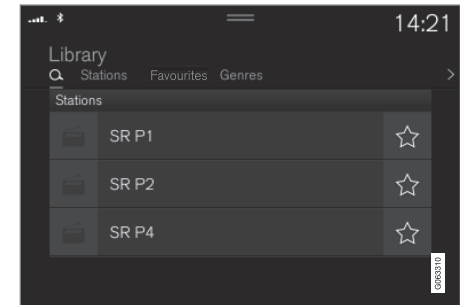 14:21
Library
Stations Favourites Genres
Stations
SR P1
SR P2
SR P4
G063310